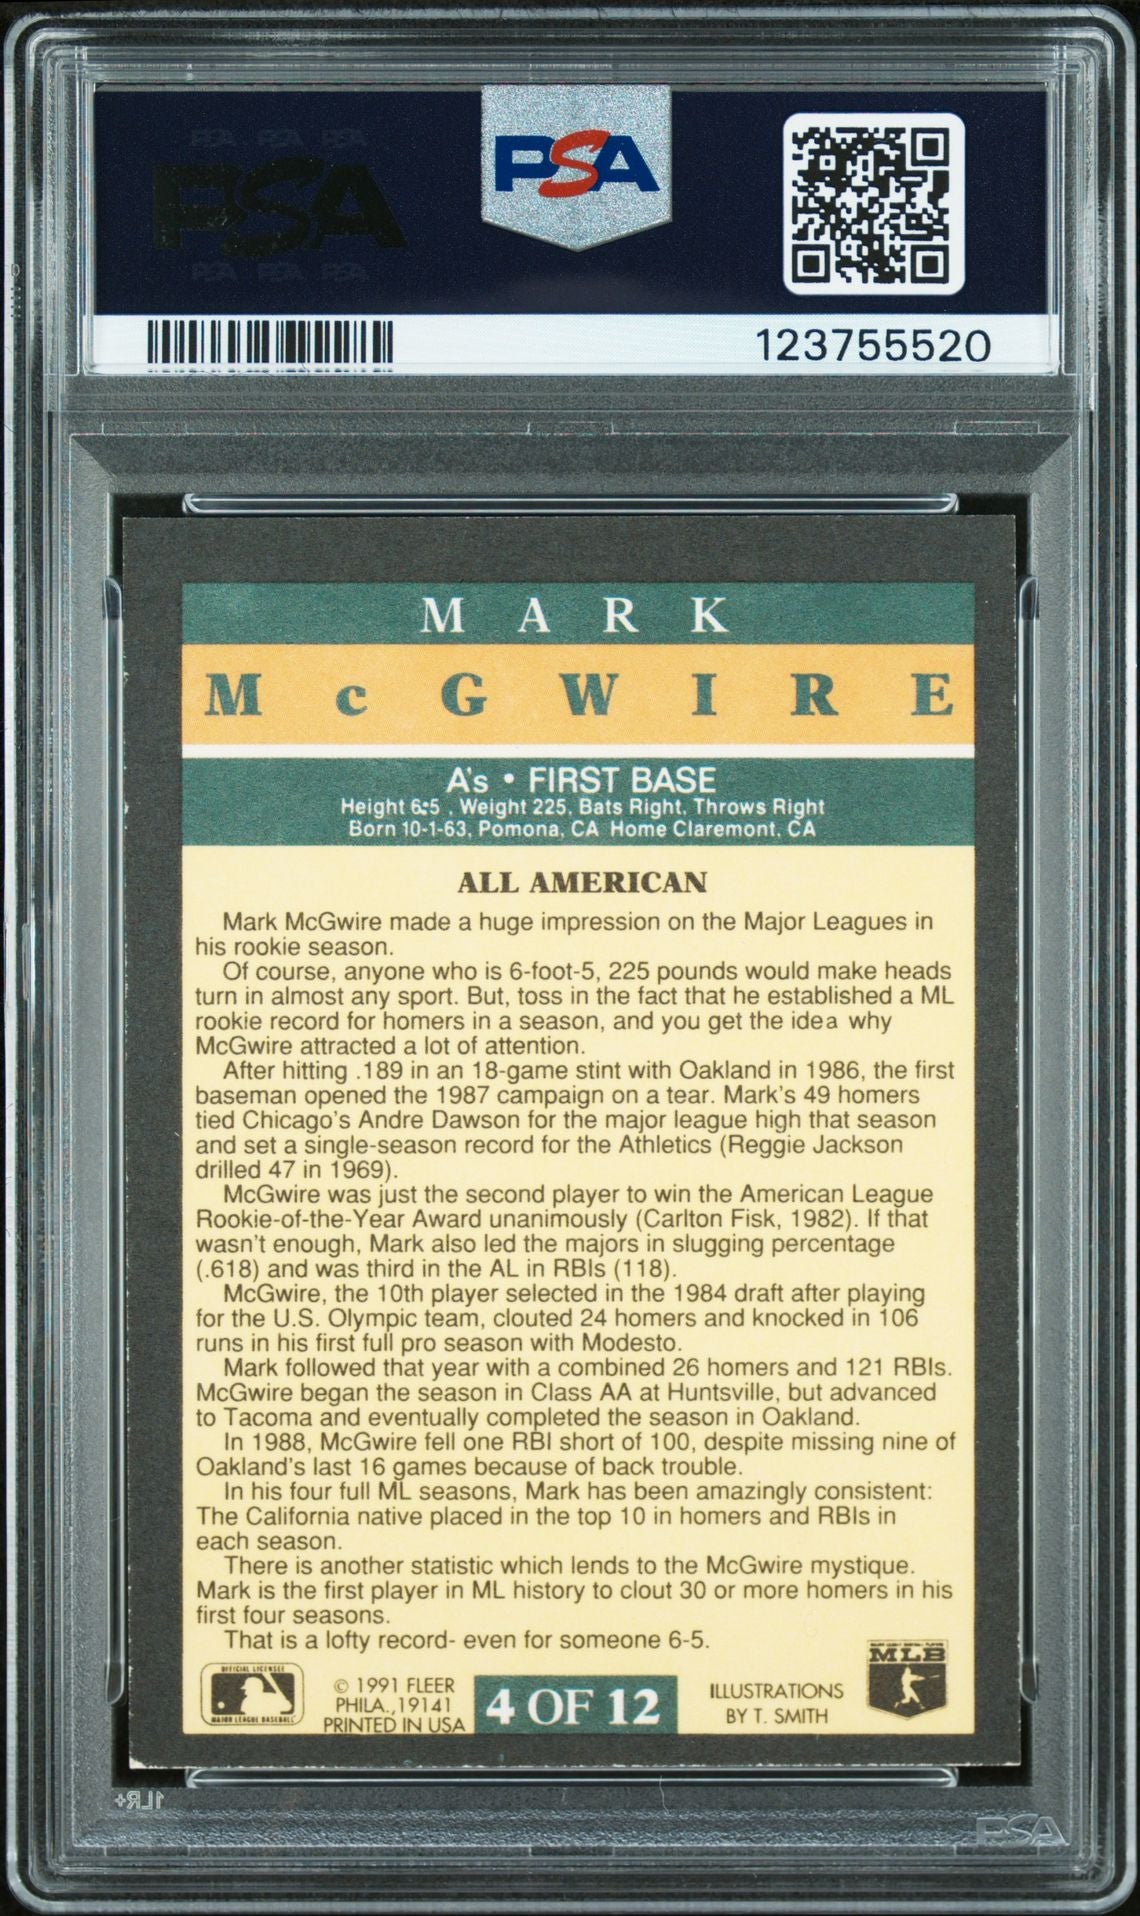 PSA
PSA
123755520
MARK
McGWIRE
A's • FIRST BASE
Height 6:5 , Weight 225, Bats Right, Throws Right
Born 10-1-63, Pomona, CA Home Claremont, CA
ALL AMERICAN
Mark McGwire made a huge impression on the Major Leagues in
his rookie season.
Of course, anyone who is 6-foot-5, 225 pounds would make heads
turn in almost any sport. But, toss in the fact that he established a ML
rookie record for homers in a season, and you get the idea why
McGwire attracted a lot of attention.
After hitting .189 in an 18-game stint with Oakland in 1986, the first
baseman opened the 1987 campaign on a tear. Mark's 49 homers
tied Chicago's Andre Dawson for the major league high that season
and set a single-season record for the Athletics (Reggie Jackson
drilled 47 in 1969).
McGwire was just the second player to win the American League
Rookie-of-the-Year Award unanimously (Carlton Fisk, 1982). If that
wasn't enough, Mark also led the majors in slugging percentage
(.618) and was third in the AL in RBIs (118).
McGwire, the 10th player selected in the 1984 draft after playing
for the U.S. Olympic team, clouted 24 homers and knocked in 106
runs in his first full pro season with Modesto.
Mark followed that year with a combined 26 homers and 121 RBIs.
McGwire began the season in Class AA at Huntsville, but advanced
to Tacoma and eventually completed the season in Oakland.
In 1988, McGwire fell one RBI short of 100, despite missing nine of
Oakland's last 16 games because of back trouble.
In his four full ML seasons, Mark has been amazingly consistent:
The California native placed in the top 10 in homers and RBIs in
each season.
There is another statistic which lends to the McGwire mystique.
Mark is the first player in ML history to clout 30 or more homers in his
first four seasons.
That is a lofty record- even for someone 6-5.
OFFICIAL LICENSEE
MAJOR LEAGUE BASEBALL
© 1991 FLEER
PHILA., 19141
PRINTED IN USA
4 OF 12
ILLUSTRATIONS
BY T. SMITH
MAJOR LEAGUE BASEBALL PLAYERS
MLB
1LR+
PSA